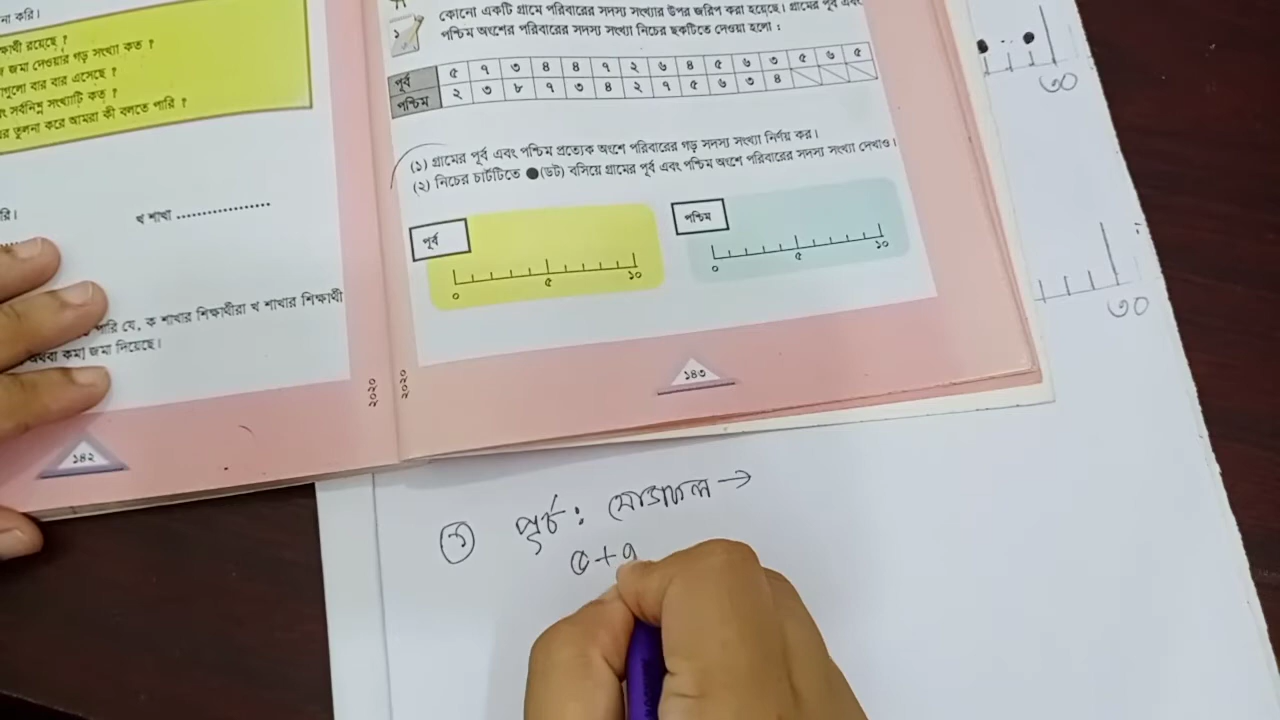 না করি।
ক্ষার্থী রয়েছে ?
জমা দেওয়ার গড় সংখ্যা কত ?
গুলো বার বার এসেছে ?
সর্বনিম্ন সংখ্যাটি কত ?
তুলনা করে আমরা কী বলতে পারি ?
রি।
খ শাখা ....................
পারি যে, ক শাখার শিক্ষার্থীরা খ শাখার শিক্ষার্থী
অথবা কম] জমা দিয়েছে।
২০২০
১৪২
১
কোনো একটি গ্রামে পরিবারের সদস্য সংখ্যার উপর জরিপ করা হয়েছে। গ্রামের পূর্ব এবং
পশ্চিম অংশের পরিবারের সদস্য সংখ্যা নিচের ছকটিতে দেওয়া হলো :
পূর্ব ৫ ৭ ৩ ৪ ৪ ৭ ২ ৬ ৪ ৫ ৬ ৩ ৫ ৬ ৫
পশ্চিম ২ ৩ ৮ ৭ ৩ ৪ ২ ৭ ৫ ৬ ৩ ৪
(১) গ্রামের পূর্ব এবং পশ্চিম প্রত্যেক অংশে পরিবারের গড় সদস্য সংখ্যা নির্ণয় কর।
(২) নিচের চার্টটিতে ●(ডট) বসিয়ে গ্রামের পূর্ব এবং পশ্চিম অংশে পরিবারের সদস্য সংখ্যা দেখাও।
পূর্ব
০ ৫ ১০
পশ্চিম
০ ৫ ১০
২০২০
১৪৩
৩০
৩০
১ পূর্ব: যোগফল →
৫+৭